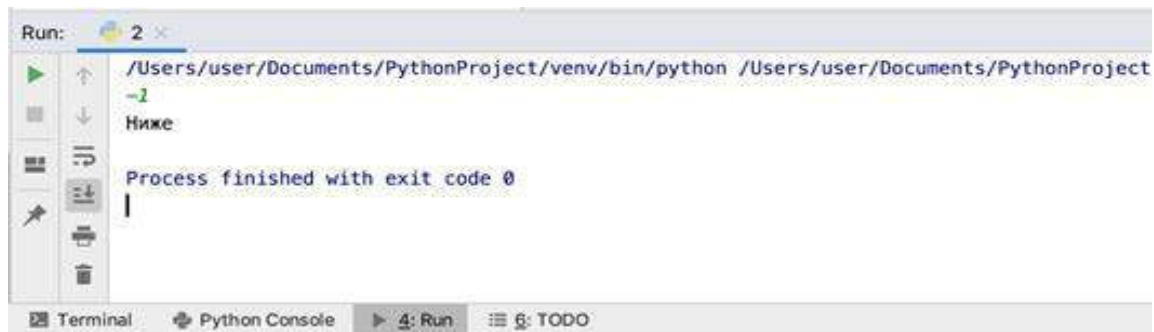 Run: 2
/Users/user/Documents/PythonProject/venv/bin/python /Users/user/Documents/PythonProject
-1
Ниже
Process finished with exit code 0
Terminal Python Console 4: Run 6: TODO